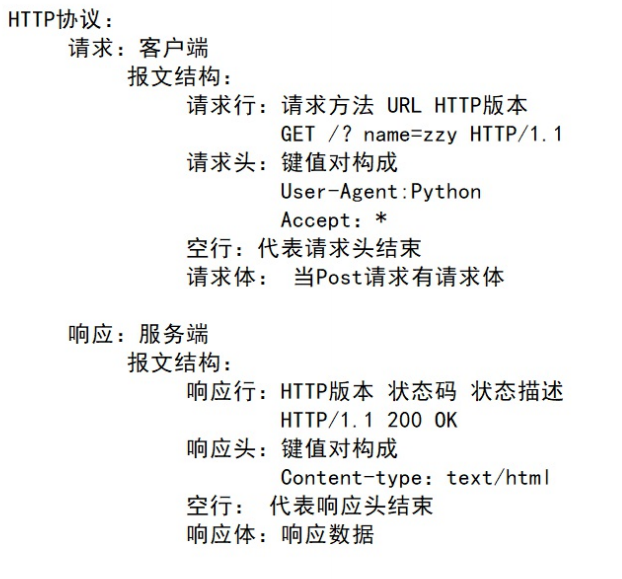 HTTP协议：
请求：客户端
报文结构：
请求行：请求方法 URL HTTP版本
GET /? name=zzy HTTP/1.1
请求头：键值对构成
User-Agent:Python
Accept：*
空行：代表请求头结束
请求体： 当Post请求有请求体
响应：服务端
报文结构：
响应行：HTTP版本 状态码 状态描述
HTTP/1.1 200 OK
响应头：键值对构成
Content-type：text/html
空行： 代表响应头结束
响应体：响应数据